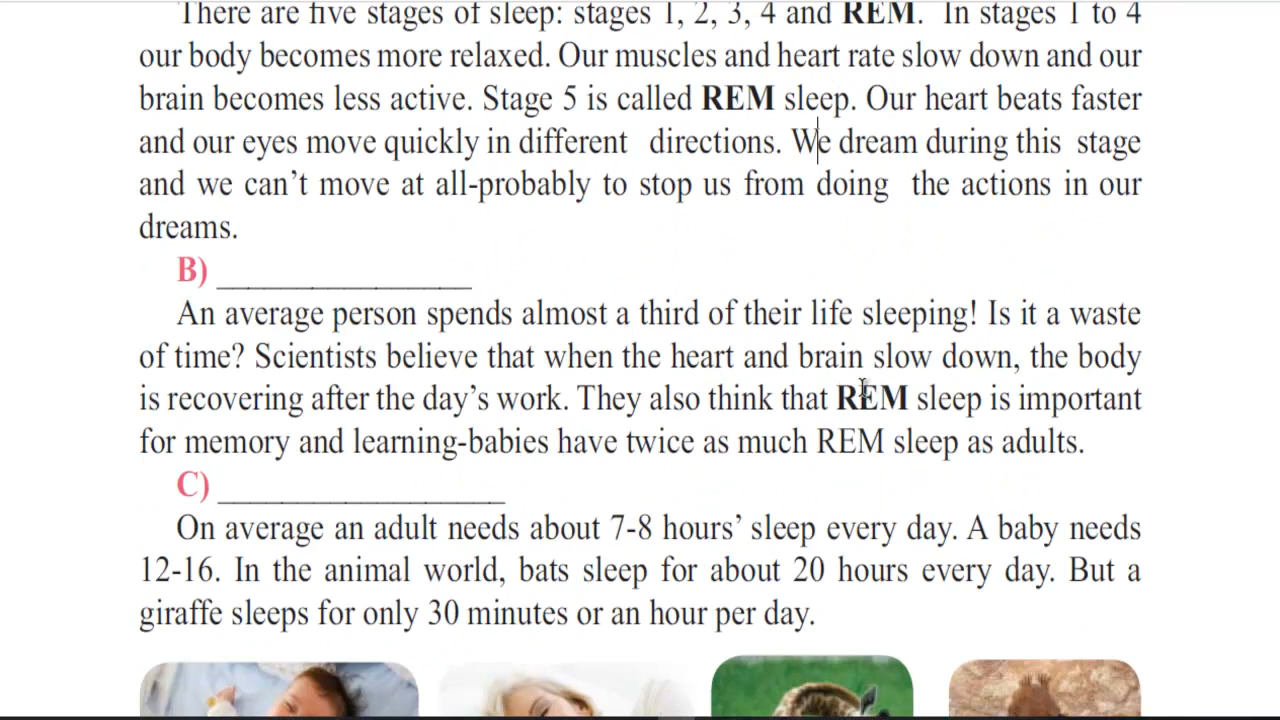 There are five stages of sleep: stages 1, 2, 3, 4 and REM. In stages 1 to 4
our body becomes more relaxed. Our muscles and heart rate slow down and our
brain becomes less active. Stage 5 is called REM sleep. Our heart beats faster
and our eyes move quickly in different directions. We dream during this stage
and we can’t move at all-probably to stop us from doing the actions in our
dreams.
B) ________________
An average person spends almost a third of their life sleeping! Is it a waste
of time? Scientists believe that when the heart and brain slow down, the body
is recovering after the day’s work. They also think that REM sleep is important
for memory and learning-babies have twice as much REM sleep as adults.
C) __________________
On average an adult needs about 7-8 hours’ sleep every day. A baby needs
12-16. In the animal world, bats sleep for about 20 hours every day. But a
giraffe sleeps for only 30 minutes or an hour per day.